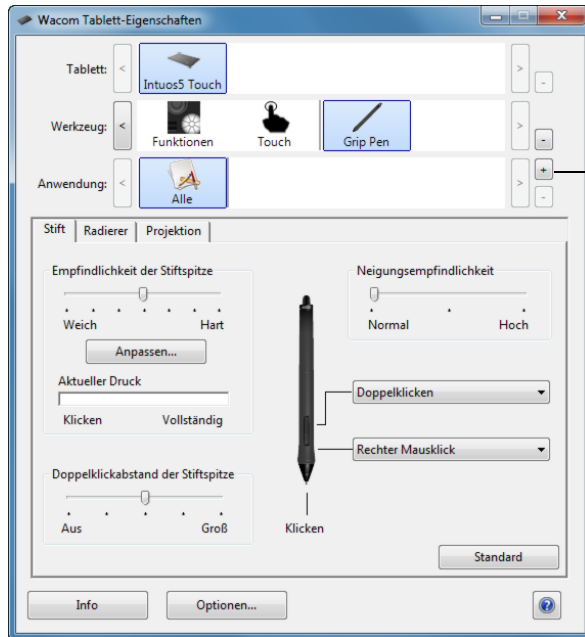 Wacom Tablett-Eigenschaften
Tablett: < Intuos5 Touch > -
Werkzeug: < Funktionen Touch Grip Pen > -
Anwendung: < Alle > + -
Stift Radierer Projektion
Empfindlichkeit der Stiftspitze
Weich Hart
Anpassen...
Aktueller Druck
Klicken Vollständig
Doppelklickabstand der Stiftspitze
Aus Groß
Neigungsempfindlichkeit
Normal Hoch
Doppelklicken
Rechter Mausklick
Klicken
Standard
Info Optionen... ?